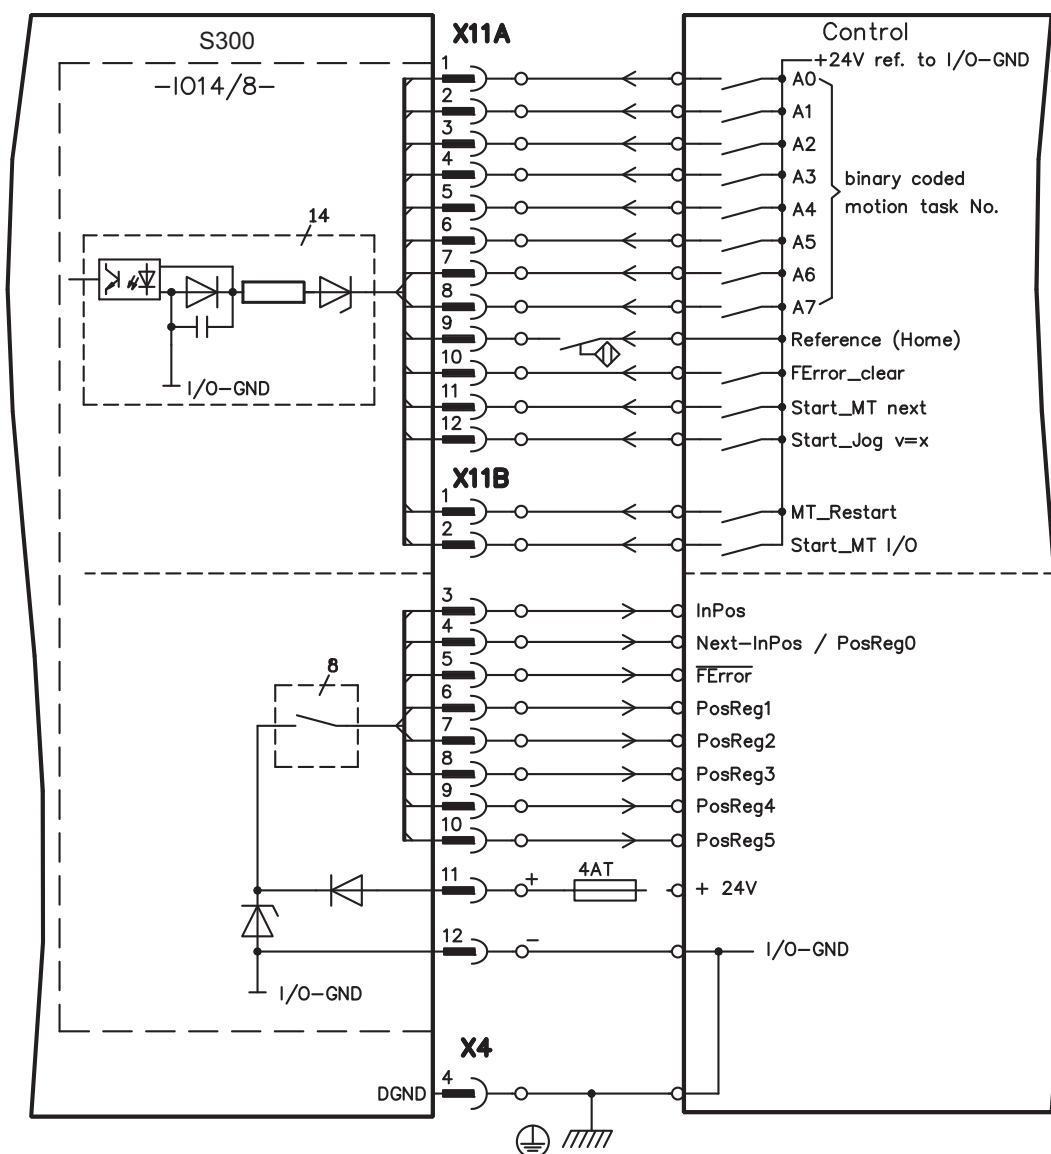 S300
X11A
Control
-IO14/8-
+24V ref. to I/O-GND
1
A0
2
A1
3
A2
4
A3
binary coded
motion task No.
5
A4
6
A5
7
A6
8
A7
14
I/O-GND
9
Reference (Home)
10
FError_clear
11
Start_MT next
12
Start_Jog v=x
X11B
1
MT_Restart
2
Start_MT I/O
3
InPos
4
Next-InPos / PosReg0
5
FError
6
PosReg1
7
PosReg2
8
PosReg3
9
PosReg4
10
PosReg5
8
11
+
4AT
+ 24V
12
-
I/O-GND
I/O-GND
X4
DGND
4